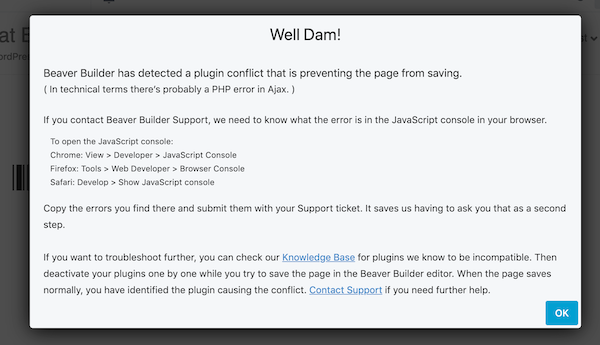 Well Dam!
at B
ordPre
st
Beaver Builder has detected a plugin conflict that is preventing the page from saving.
( In technical terms there's probably a PHP error in Ajax. )
If you contact Beaver Builder Support, we need to know what the error is in the JavaScript console in your browser.
To open the JavaScript console:
Chrome: View > Developer > JavaScript Console
Firefox: Tools > Web Developer > Browser Console
Safari: Develop > Show JavaScript console
Copy the errors you find there and submit them with your Support ticket. It saves us having to ask you that as a second
step.
If you want to troubleshoot further, you can check our Knowledge Base for plugins we know to be incompatible. Then
deactivate your plugins one by one while you try to save the page in the Beaver Builder editor. When the page saves
normally, you have identified the plugin causing the conflict. Contact Support if you need further help.
OK